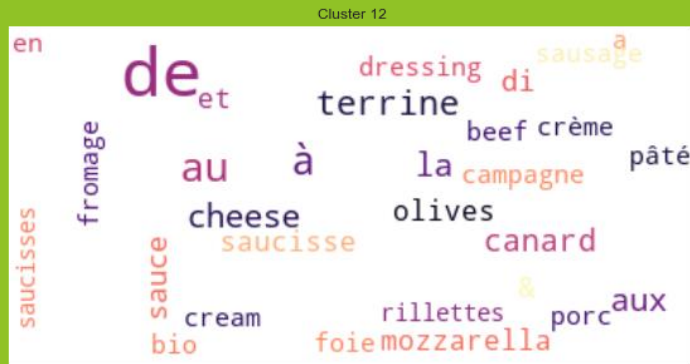 Cluster 12
en
de
et
dressing
di
a
sausage
terrine
beef
crème
fromage
au
à
la
campagne
pâté
cheese
olives
saucisses
saucisse
canard
sauce
&
cream
rillettes
porc
aux
bio
foie
mozzarella